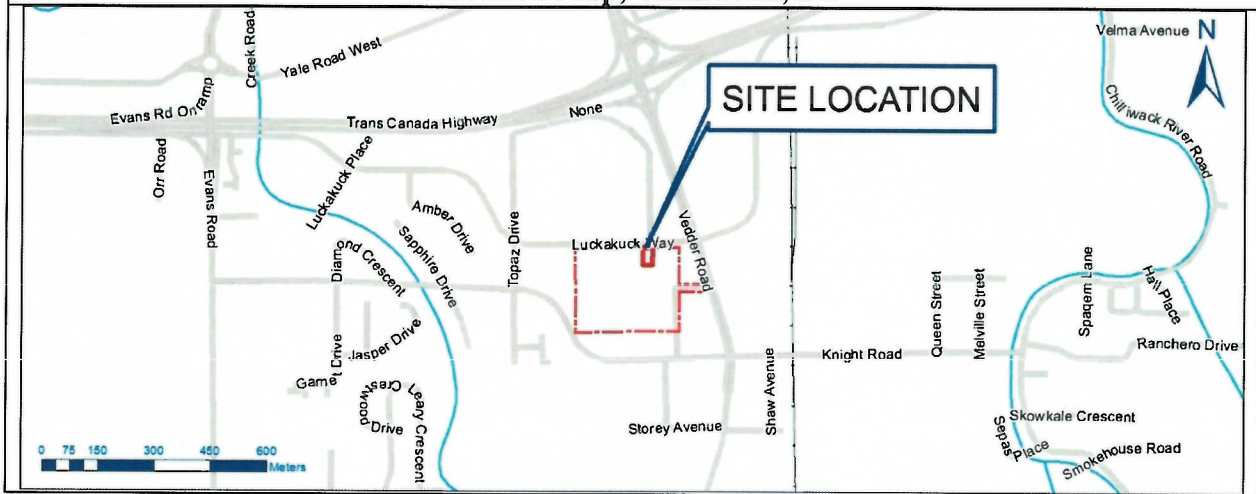 Velma Avenue
N
Creek Road
Yale Road West
Evans Rd On ramp
None
Trans Canada Highway
SITE LOCATION
Chilliwack River Road
Orr Road
Evans Road
Luckakuck Place
Amber Drive
Sapphire Drive
Topaz Drive
Luckakuck Way
Vedder Road
Diamond Crescent
Queen Street
Melville Street
Spaqem Lane
Hall Place
Jasper Drive
Knight Road
Ranchero Drive
Garnet Drive
Crestwood Drive
Leary Crescent
Storey Avenue
Shaw Avenue
Skowkale Crescent
Sepas Place
Smokehouse Road
0 75 150 300 450 600
Meters